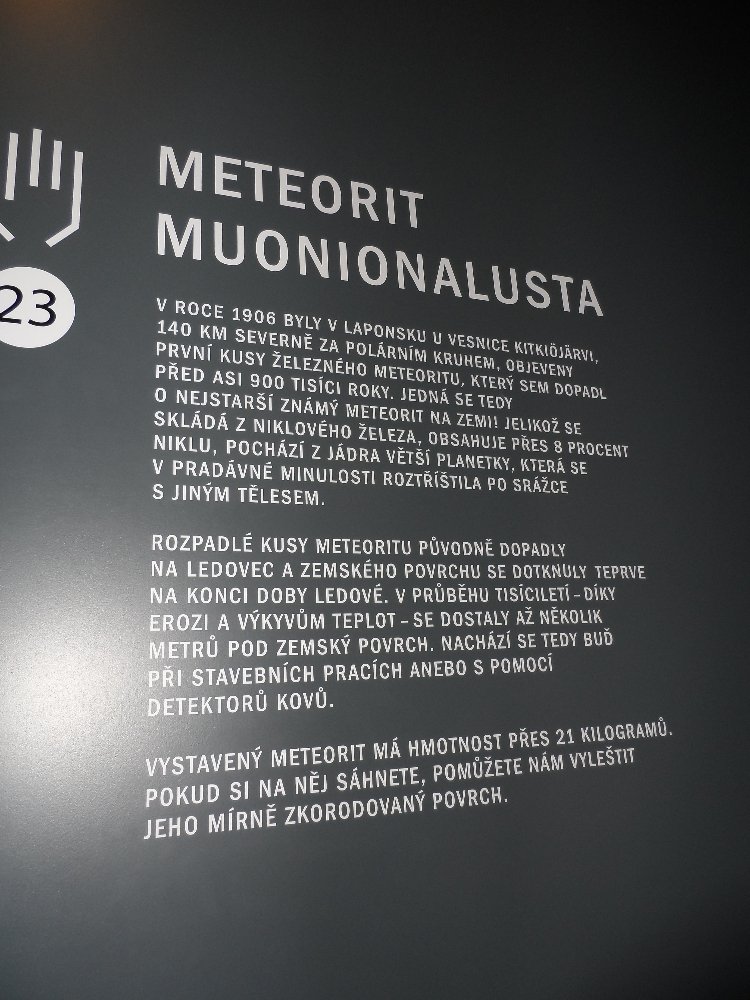 METEORIT
MUONIONALUSTA
23
V ROCE 1906 BYLY V LAPONSKU U VESNICE KITKIÖJÄRVI,
140 KM SEVERNĚ ZA POLÁRNÍM KRUHEM, OBJEVENY
PRVNÍ KUSY ŽELEZNÉHO METEORITU, KTERÝ SEM DOPADL
PŘED ASI 900 TISÍCI ROKY. JEDNÁ SE TEDY
O NEJSTARŠÍ ZNÁMÝ METEORIT NA ZEMI! JELIKOŽ SE
SKLÁDÁ Z NIKLOVÉHO ŽELEZA, OBSAHUJE PŘES 8 PROCENT
NIKLU, POCHÁZÍ Z JÁDRA VĚTŠÍ PLANETKY, KTERÁ SE
V PRADÁVNÉ MINULOSTI ROZTŘÍŠTILA PO SRÁŽCE
S JINÝM TĚLESEM.
ROZPADLÉ KUSY METEORITU PŮVODNĚ DOPADLY
NA LEDOVEC A ZEMSKÉHO POVRCHU SE DOTKNULY TEPRVE
NA KONCI DOBY LEDOVÉ. V PRŮBĚHU TISÍCILETÍ – DÍKY
EROZI A VÝKYVŮM TEPLOT – SE DOSTALY AŽ NĚKOLIK
METRŮ POD ZEMSKÝ POVRCH. NACHÁZÍ SE TEDY BUĎ
PŘI STAVEBNÍCH PRACÍCH ANEBO S POMOCÍ
DETEKTORŮ KOVŮ.
VYSTAVENÝ METEORIT MÁ HMOTNOST PŘES 21 KILOGRAMŮ.
POKUD SI NA NĚJ SÁHNETE, POMŮŽETE NÁM VYLEŠTIT
JEHO MÍRNĚ ZKORODOVANÝ POVRCH.